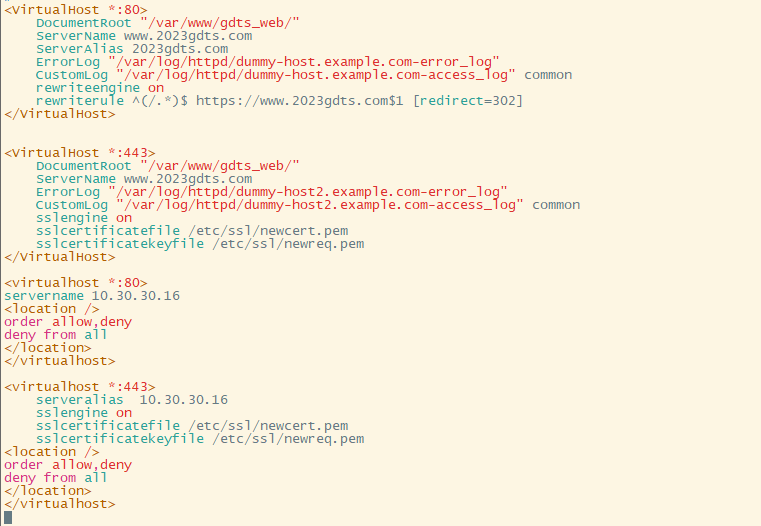 <VirtualHost *:80>
    DocumentRoot "/var/www/gdts_web/"
    ServerName www.2023gdts.com
    ServerAlias 2023gdts.com
    ErrorLog "/var/log/httpd/dummy-host.example.com-error_log"
    CustomLog "/var/log/httpd/dummy-host.example.com-access_log" common
    rewriteengine on
    rewriterule ^(/.*)$ https://www.2023gdts.com$1 [redirect=302]
</VirtualHost>
<VirtualHost *:443>
    DocumentRoot "/var/www/gdts_web/"
    ServerName www.2023gdts.com
    ErrorLog "/var/log/httpd/dummy-host2.example.com-error_log"
    CustomLog "/var/log/httpd/dummy-host2.example.com-access_log" common
    sslengine on
    sslcertificatefile /etc/ssl/newcert.pem
    sslcertificatekeyfile /etc/ssl/newreq.pem
</VirtualHost>
<virtualhost *:80>
servername 10.30.30.16
<location />
order allow,deny
deny from all
</location>
</virtualhost>
<virtualhost *:443>
    serveralias  10.30.30.16
    sslengine on
    sslcertificatefile /etc/ssl/newcert.pem
    sslcertificatekeyfile /etc/ssl/newreq.pem
<location />
order allow,deny
deny from all
</location>
</virtualhost>